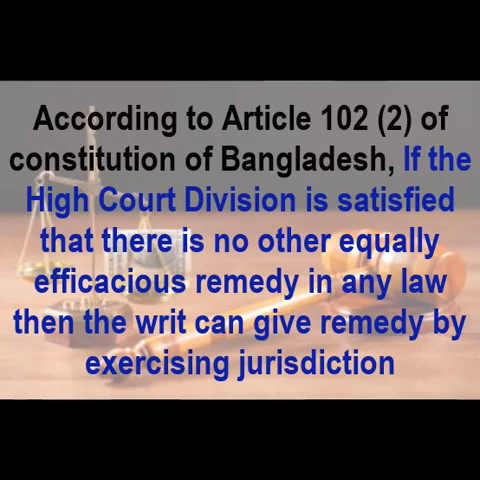 According to Article 102 (2) of
constitution of Bangladesh, If the
High Court Division is satisfied
that there is no other equally
efficacious remedy in any law
then the writ can give remedy by
exercising jurisdiction